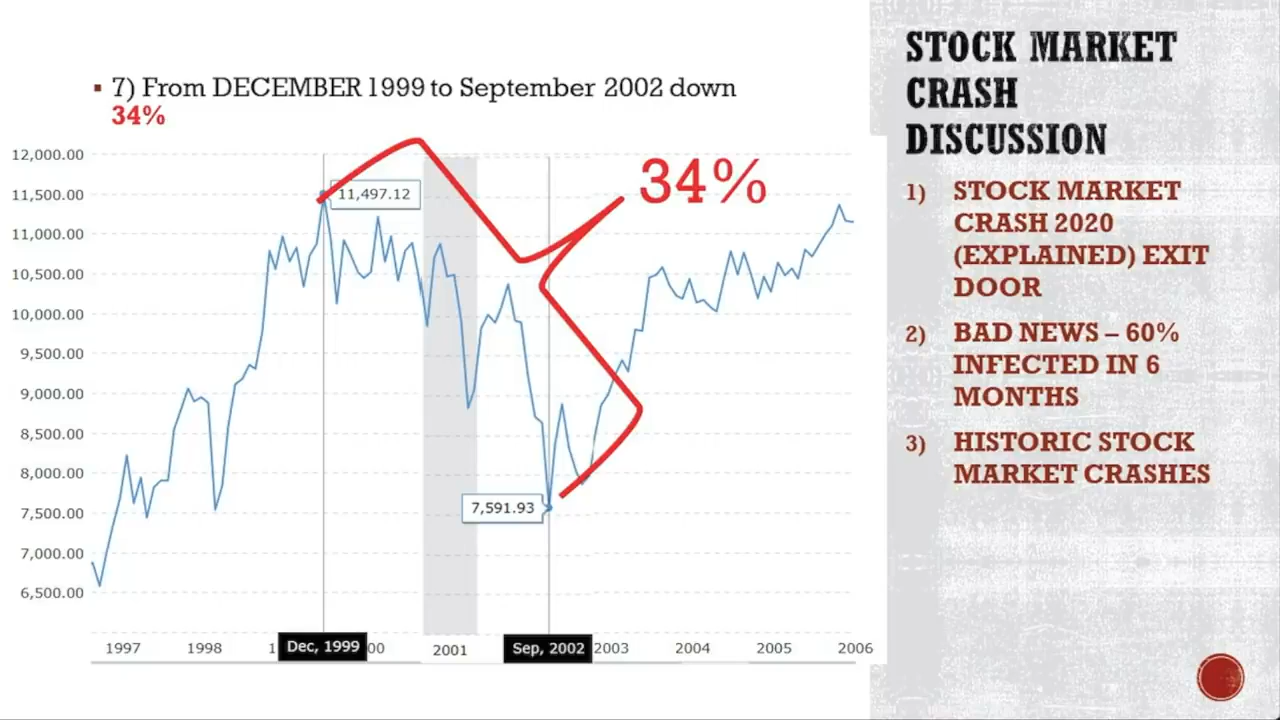 7) From DECEMBER 1999 to September 2002 down
34%
12,000.00
11,500.00
11,000.00
10,500.00
10,000.00
9,500.00
9,000.00
8,500.00
8,000.00
7,500.00
7,000.00
6,500.00
11,497.12
34%
7,591.93
1997 1998 1 Dec, 1999 00 2001 Sep, 2002 2003 2004 2005 2006
STOCK MARKET
CRASH
DISCUSSION
1) STOCK MARKET
CRASH 2020
(EXPLAINED) EXIT
DOOR
2) BAD NEWS – 60%
INFECTED IN 6
MONTHS
3) HISTORIC STOCK
MARKET CRASHES